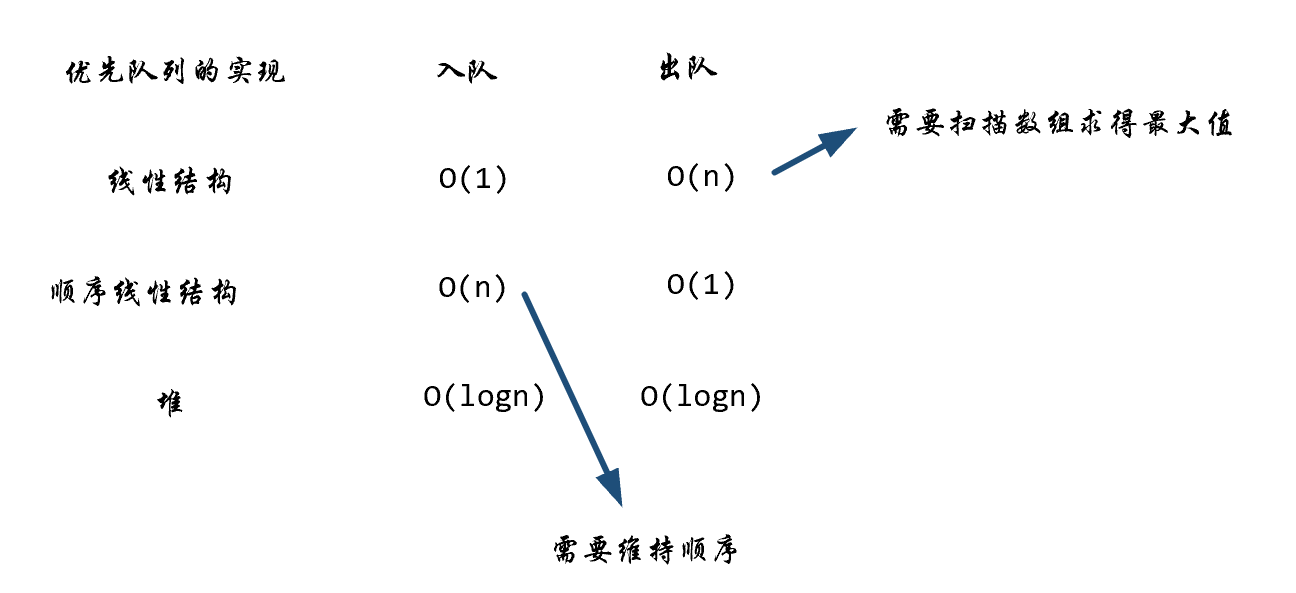 优先队列的实现 入队 出队
需要扫描数组求得最大值
线性结构 O(1) O(n)
顺序线性结构 O(n) O(1)
堆 O(logn) O(logn)
需要维持顺序